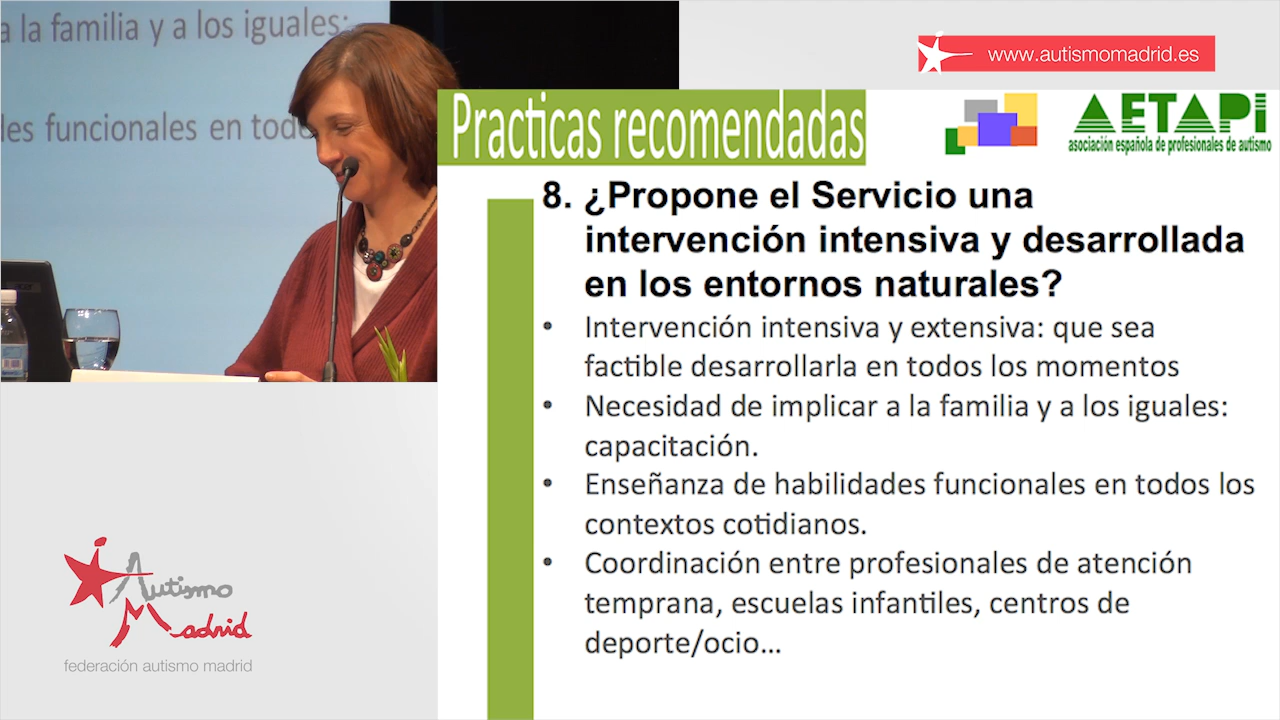 a la familia y a los iguales:
les funcionales en todo
www.autismomadrid.es
Practicas recomendadas
AETAPI
asociación española de profesionales de autismo
8. ¿Propone el Servicio una
intervención intensiva y desarrollada
en los entornos naturales?
• Intervención intensiva y extensiva: que sea
factible desarrollarla en todos los momentos
• Necesidad de implicar a la familia y a los iguales:
capacitación.
• Enseñanza de habilidades funcionales en todos los
contextos cotidianos.
• Coordinación entre profesionales de atención
temprana, escuelas infantiles, centros de
deporte/ocio...
Autismo
Madrid
federación autismo madrid